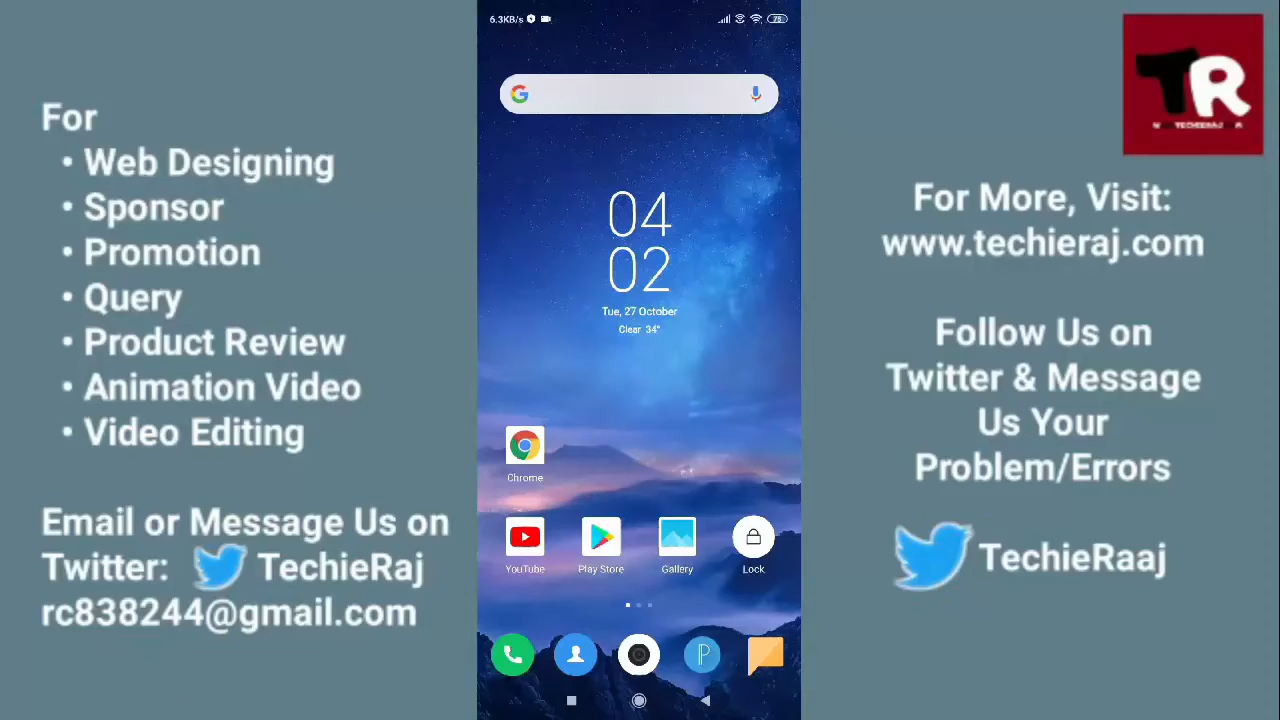 For
• Web Designing
• Sponsor
• Promotion
• Query
• Product Review
• Animation Video
• Video Editing
Email or Message Us on
Twitter: TechieRaj
rc838244@gmail.com
6.3KB/s
78
04
02
Tue, 27 October
Clear 34°
Chrome
YouTube
Play Store
Gallery
Lock
TR
For More, Visit:
www.techieraj.com
Follow Us on
Twitter & Message
Us Your
Problem/Errors
TechieRaaj